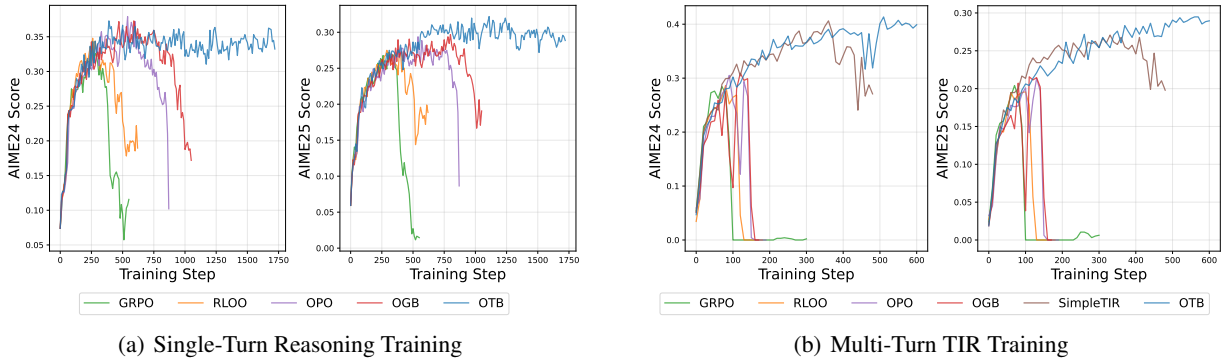 AIME24 Score
0.35
0.30
0.25
0.20
0.15
0.10
0.05
0 250 500 750 1000 1250 1500 1750
Training Step
AIME25 Score
0.30
0.25
0.20
0.15
0.10
0.05
0.00
0 250 500 750 1000 1250 1500 1750
Training Step
GRPO RLOO OPO OGB OTB
(a) Single-Turn Reasoning Training
AIME24 Score
0.4
0.3
0.2
0.1
0.0
0 100 200 300 400 500 600
Training Step
AIME25 Score
0.30
0.25
0.20
0.15
0.10
0.05
0.00
0 100 200 300 400 500 600
Training Step
GRPO RLOO OPO OGB SimpleTIR OTB
(b) Multi-Turn TIR Training